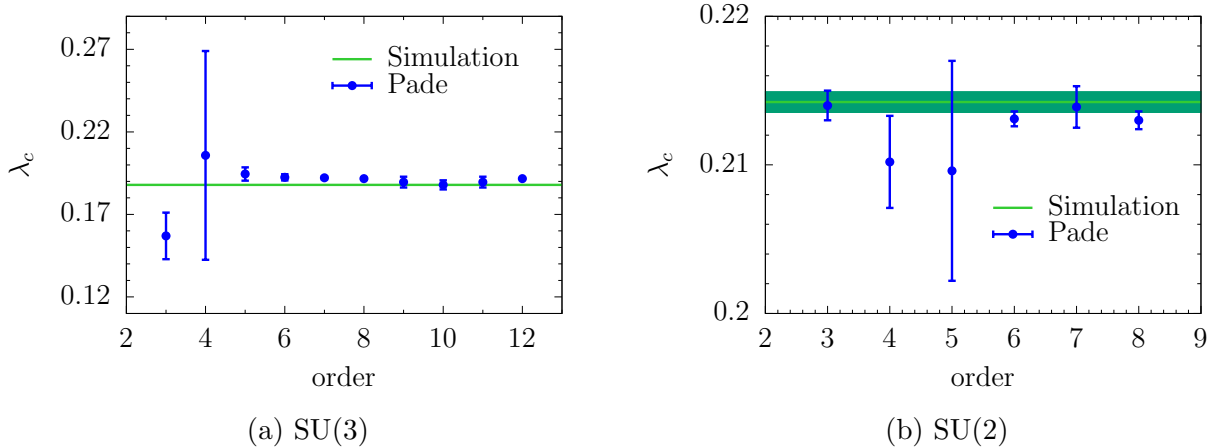 0.27
0.22
0.17
0.12
λc
2 4 6 8 10 12
order
Simulation
Pade
(a) SU(3)
0.22
0.21
0.2
λc
2 3 4 5 6 7 8 9
order
Simulation
Pade
(b) SU(2)